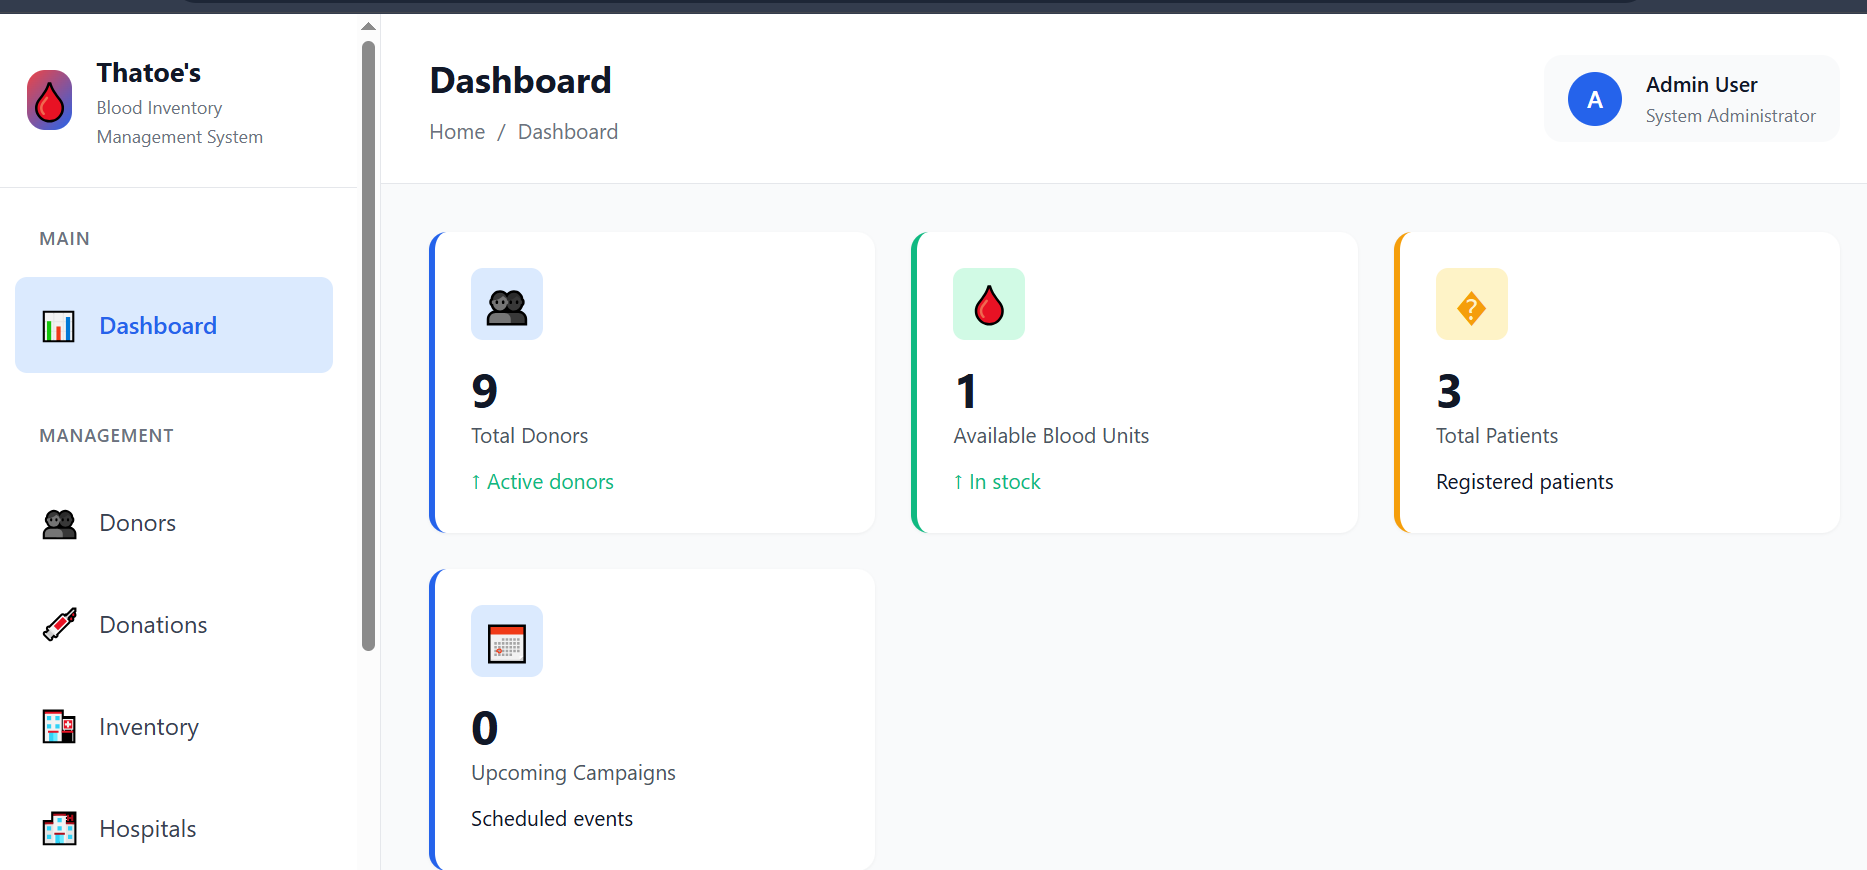 Thatoe's
Blood Inventory
Management System
MAIN
Dashboard
MANAGEMENT
Donors
Donations
Inventory
Hospitals
Dashboard
Home / Dashboard
A
Admin User
System Administrator
9
Total Donors
↑ Active donors
1
Available Blood Units
↑ In stock
�
3
Total Patients
Registered patients
0
Upcoming Campaigns
Scheduled events